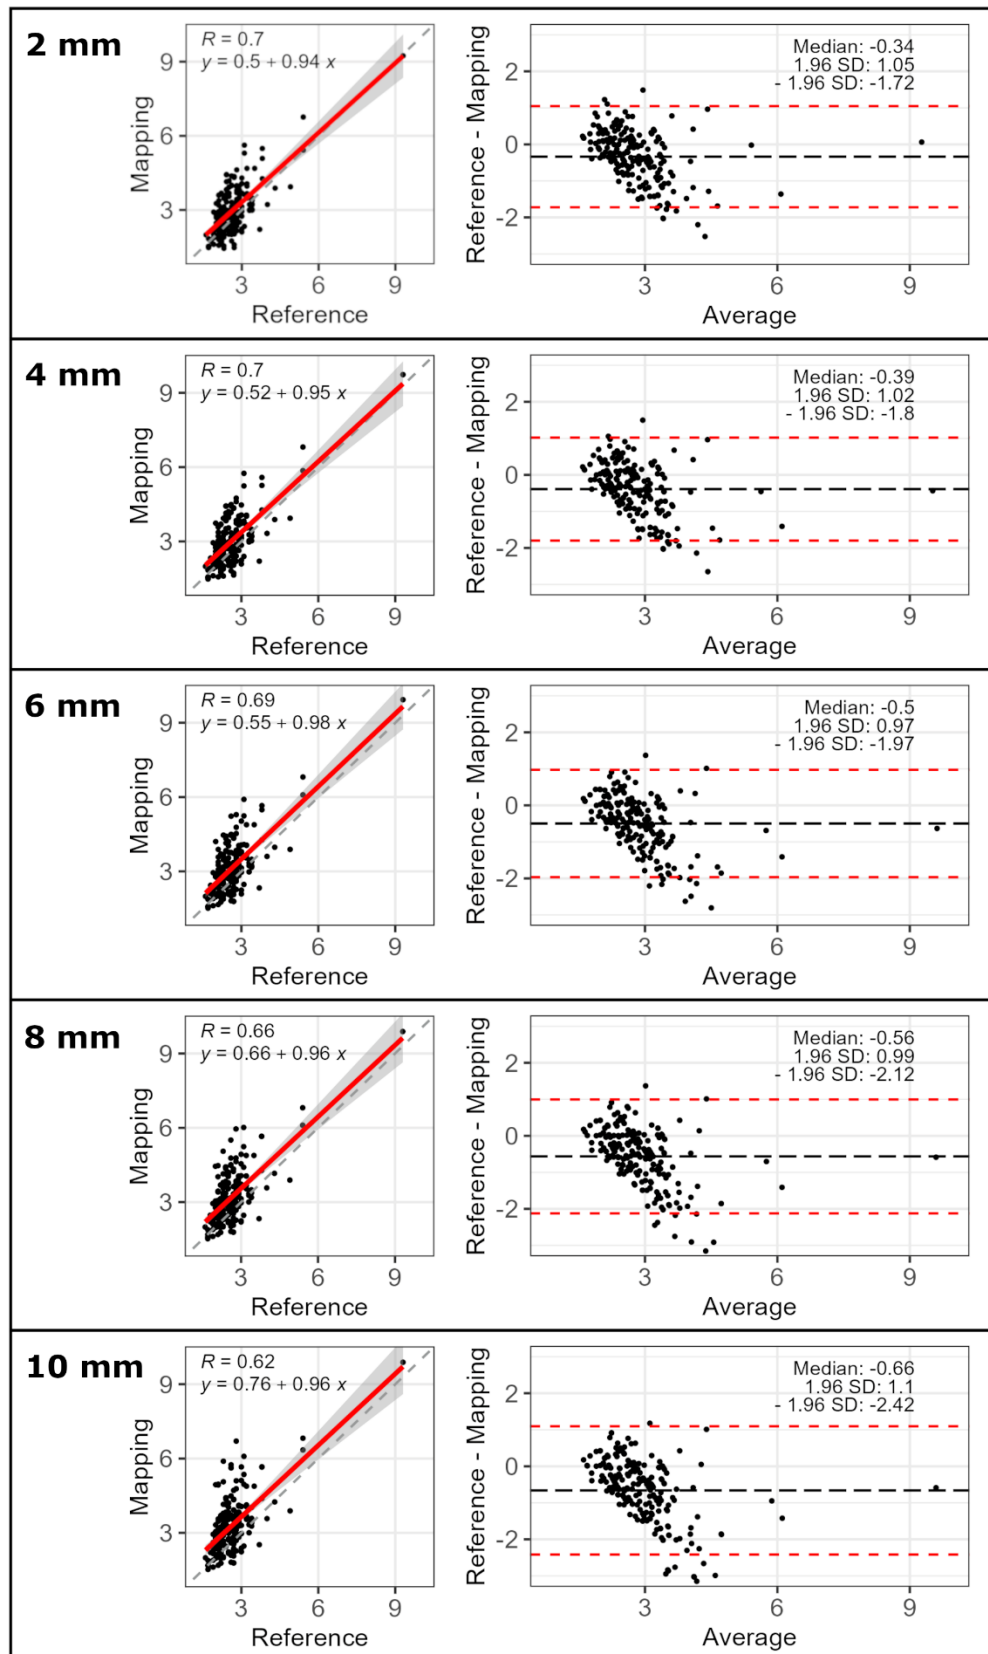 2 mm
R = 0.7
y = 0.5 + 0.94 x
9
6
3
Mapping
3 6 9
Reference
Median: -0.34
1.96 SD: 1.05
- 1.96 SD: -1.72
2
0
-2
Reference - Mapping
3 6 9
Average
4 mm
R = 0.7
y = 0.52 + 0.95 x
9
6
3
Mapping
3 6 9
Reference
Median: -0.39
1.96 SD: 1.02
- 1.96 SD: -1.8
2
0
-2
Reference - Mapping
3 6 9
Average
6 mm
R = 0.69
y = 0.55 + 0.98 x
9
6
3
Mapping
3 6 9
Reference
Median: -0.5
1.96 SD: 0.97
- 1.96 SD: -1.97
2
0
-2
Reference - Mapping
3 6 9
Average
8 mm
R = 0.66
y = 0.66 + 0.96 x
9
6
3
Mapping
3 6 9
Reference
Median: -0.56
1.96 SD: 0.99
- 1.96 SD: -2.12
2
0
-2
Reference - Mapping
3 6 9
Average
10 mm
R = 0.62
y = 0.76 + 0.96 x
9
6
3
Mapping
3 6 9
Reference
Median: -0.66
1.96 SD: 1.1
- 1.96 SD: -2.42
2
0
-2
Reference - Mapping
3 6 9
Average